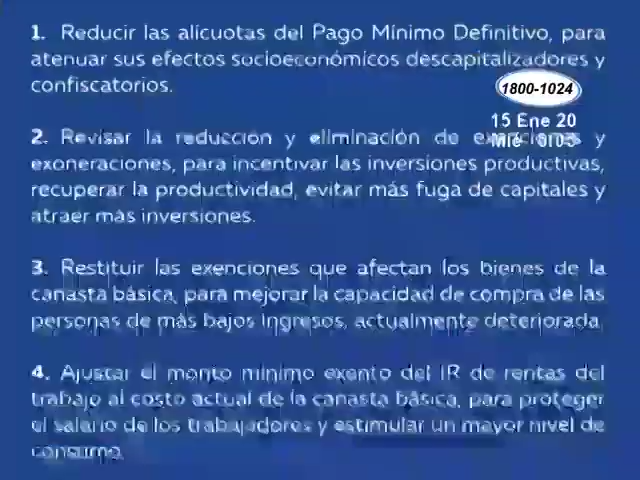 1. Reducir las alícuotas del Pago Mínimo Definitivo, para
atenuar sus efectos socioeconómicos descapitalizadores y
confiscatorios.
1800-1024
15 Ene 20
Mié
2. Revisar la reducción y eliminación de exenciones y
exoneraciones, para incentivar las inversiones productivas,
recuperar la productividad, evitar más fuga de capitales y
atraer más inversiones.
3. Restituir las exenciones que afectan los bienes de la
canasta básica, para mejorar la capacidad de compra de las
personas de más bajos ingresos, actualmente deteriorada.
4. Ajustar el monto mínimo exento del IR de rentas del
trabajo al costo actual de la canasta básica, para proteger
el salario de los trabajadores y estimular un mayor nivel de
consumo.